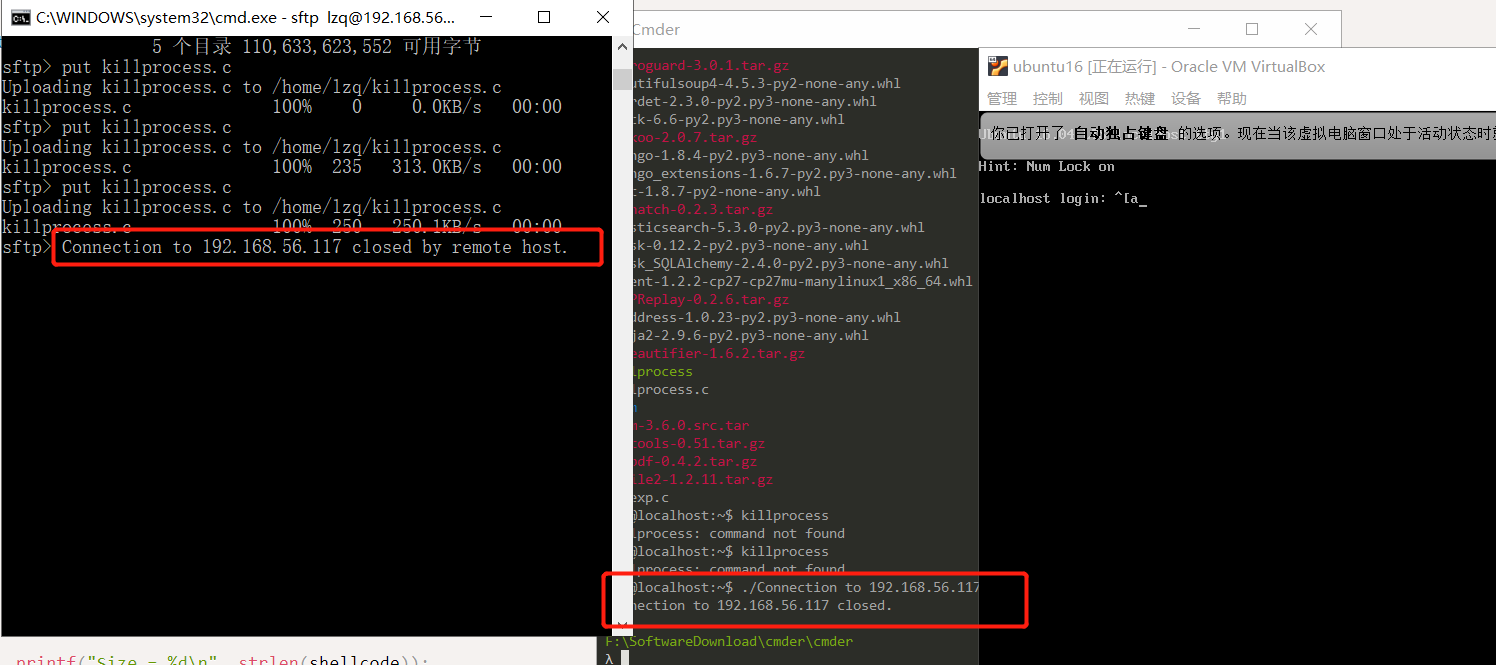 C:\WINDOWS\system32\cmd.exe - sftp lzq@192.168.56...
5 个目录 110,633,623,552 可用字节
sftp> put killprocess.c
Uploading killprocess.c to /home/lzq/killprocess.c
killprocess.c 100% 0 0.0KB/s 00:00
sftp> put killprocess.c
Uploading killprocess.c to /home/lzq/killprocess.c
killprocess.c 100% 235 313.0KB/s 00:00
sftp> put killprocess.c
Uploading killprocess.c to /home/lzq/killprocess.c
killprocess.c 100% 250 250.1KB/s 00:00
sftp> Connection to 192.168.56.117 closed by remote host.
printf("Size = %d\n", strlen(shellcode));
Cmder
roguard-3.0.1.tar.gz
utifulsoup4-4.5.3-py2-none-any.whl
rdet-2.3.0-py2.py3-none-any.whl
ck-6.6-py2.py3-none-any.whl
koo-2.0.7.tar.gz
ngo-1.8.4-py2.py3-none-any.whl
ngo_extensions-1.6.7-py2.py3-none-any.whl
t-1.8.7-py2-none-any.whl
match-0.2.3.tar.gz
sticsearch-5.3.0-py2.py3-none-any.whl
sk-0.12.2-py2.py3-none-any.whl
sk_SQLAlchemy-2.4.0-py2.py3-none-any.whl
ent-1.2.2-cp27-cp27mu-manylinux1_x86_64.whl
PReplay-0.2.6.tar.gz
ddress-1.0.23-py2.py3-none-any.whl
ja2-2.9.6-py2.py3-none-any.whl
eautifier-1.6.2.tar.gz
lprocess
lprocess.c
m-3.6.0.src.tar
tools-0.51.tar.gz
pdf-0.4.2.tar.gz
ile2-1.2.11.tar.gz
exp.c
@localhost:~$ killprocess
lprocess: command not found
@localhost:~$ killprocess
lprocess: command not found
@localhost:~$ ./Connection to 192.168.56.117
nection to 192.168.56.117 closed.
F:\SoftwareDownload\cmder\cmder
λ
ubuntu16 [正在运行] - Oracle VM VirtualBox
管理 控制 视图 热键 设备 帮助
你已打开了 自动独占键盘 的选项。现在当该虚拟电脑窗口处于活动状态时
Hint: Num Lock on
localhost login: ^[a_